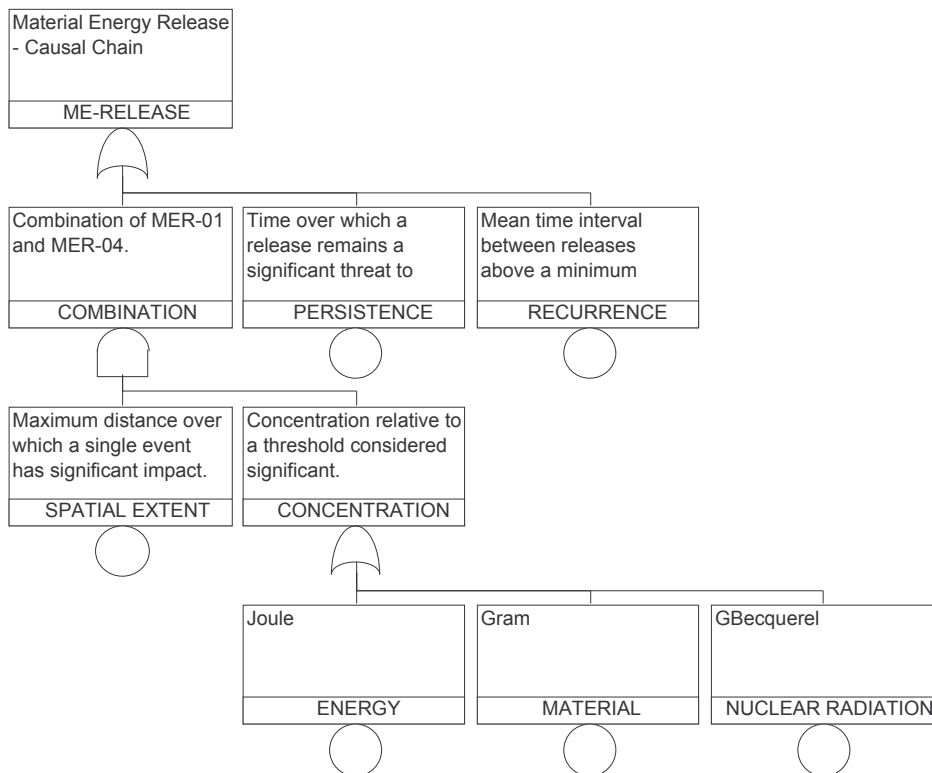 Material Energy Release
- Causal Chain
ME-RELEASE
Combination of MER-01
and MER-04.
COMBINATION
Time over which a
release remains a
significant threat to
PERSISTENCE
Mean time interval
between releases
above a minimum
RECURRENCE
Maximum distance over
which a single event
has significant impact.
SPATIAL EXTENT
Concentration relative to
a threshold considered
significant.
CONCENTRATION
Joule
ENERGY
Gram
MATERIAL
GBecquerel
NUCLEAR RADIATION